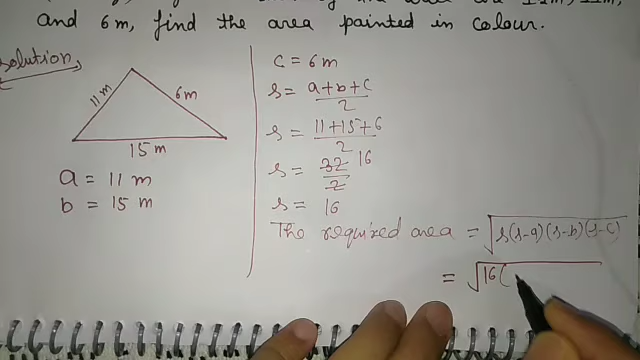 and 6 m, find the area painted in colour.
Solution
11 m
6 m
15 m
a = 11 m
b = 15 m
c = 6 m
s = a+b+c / 2
s = 11+15+6 / 2
s = 32 / 2 16
s = 16
The required area = √s(s-a)(s-b)(s-c)
= √16(